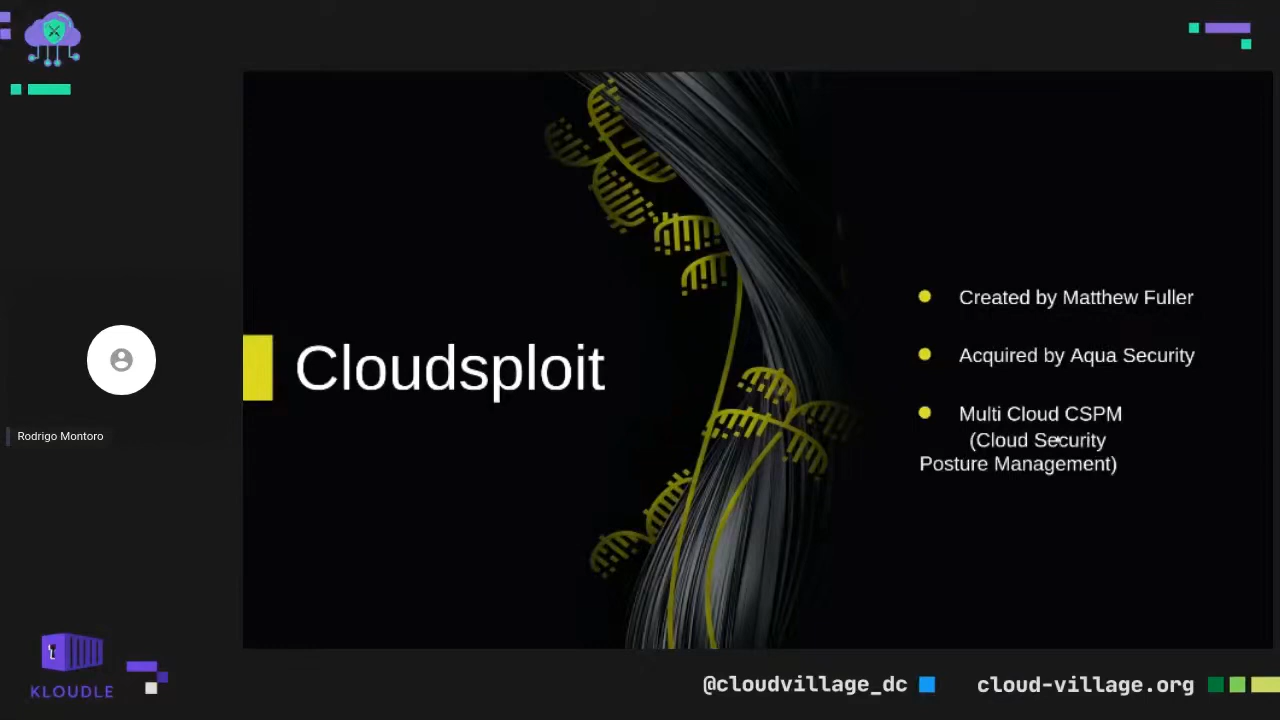 Cloudsploit
Created by Matthew Fuller
Acquired by Aqua Security
Multi Cloud CSPM
(Cloud Security
Posture Management)
Rodrigo Montoro
KLOUDLE
@cloudvillage_dc
cloud-village.org